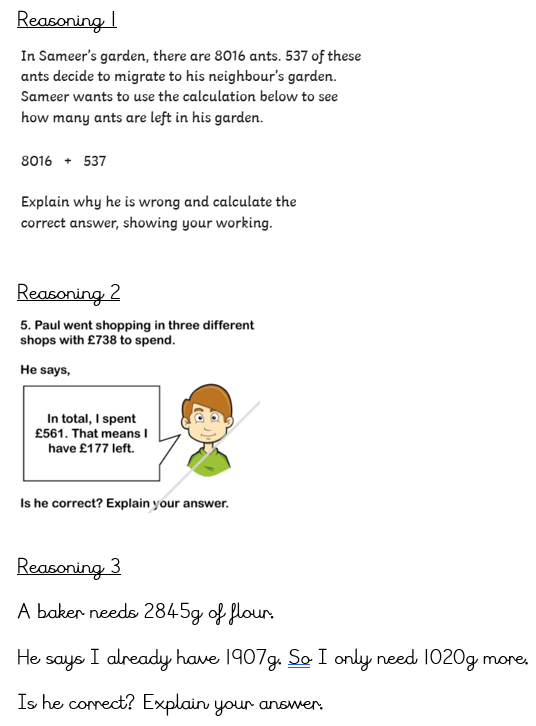 Reasoning 1
In Sameer's garden, there are 8016 ants. 537 of these
ants decide to migrate to his neighbour's garden.
Sameer wants to use the calculation below to see
how many ants are left in his garden.
8016 + 537
Explain why he is wrong and calculate the
correct answer, showing your working.
Reasoning 2
5. Paul went shopping in three different
shops with £738 to spend.
He says,
In total, I spent
£561. That means I
have £177 left.
Is he correct? Explain your answer.
Reasoning 3
A baker needs 2845g of flour.
He says I already have 1907g. So I only need 1020g more.
Is he correct? Explain your answer.